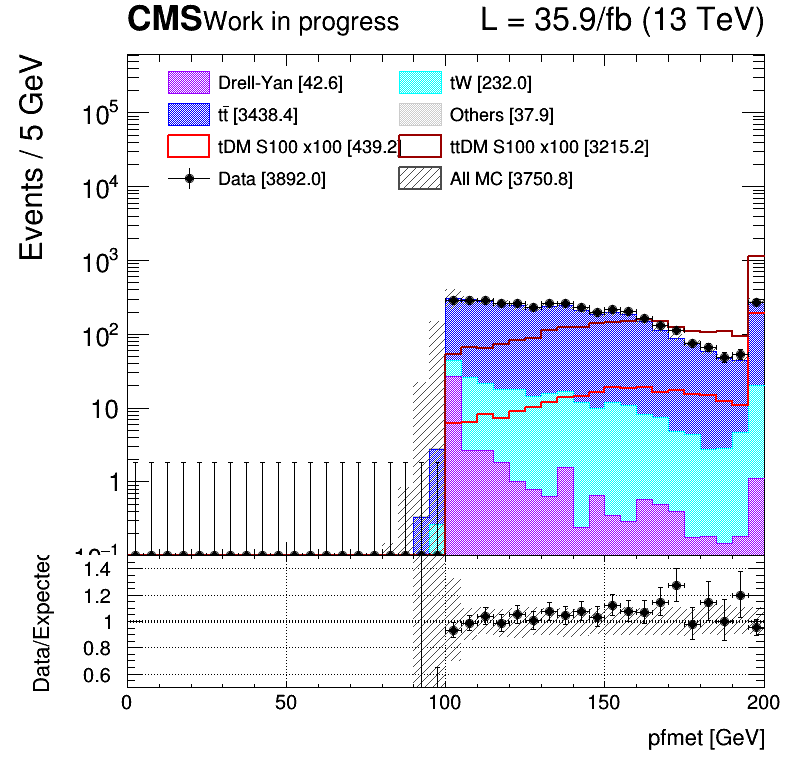 CMS Work in progress L = 35.9/fb (13 TeV)
Events / 5 GeV
Drell-Yan [42.6] tW [232.0]
tt̄ [3438.4] Others [37.9]
tDM S100 x100 [439.2] ttDM S100 x100 [3215.2]
Data [3892.0] All MC [3750.8]
10⁵
10⁴
10³
10²
10
1
10⁻¹
Data/Expected
1.4
1.2
1
0.8
0.6
0 50 100 150 200
pfmet [GeV]